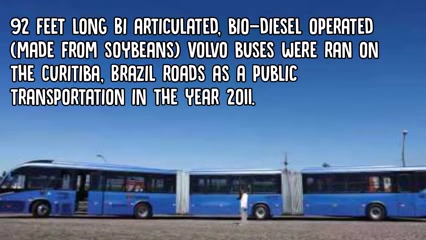 92 FEET LONG BI ARTICULATED, BIO-DIESEL OPERATED
(MADE FROM SOYBEANS) VOLVO BUSES WERE RAN ON
THE CURITIBA, BRAZIL ROADS AS A PUBLIC
TRANSPORTATION IN THE YEAR 2011.